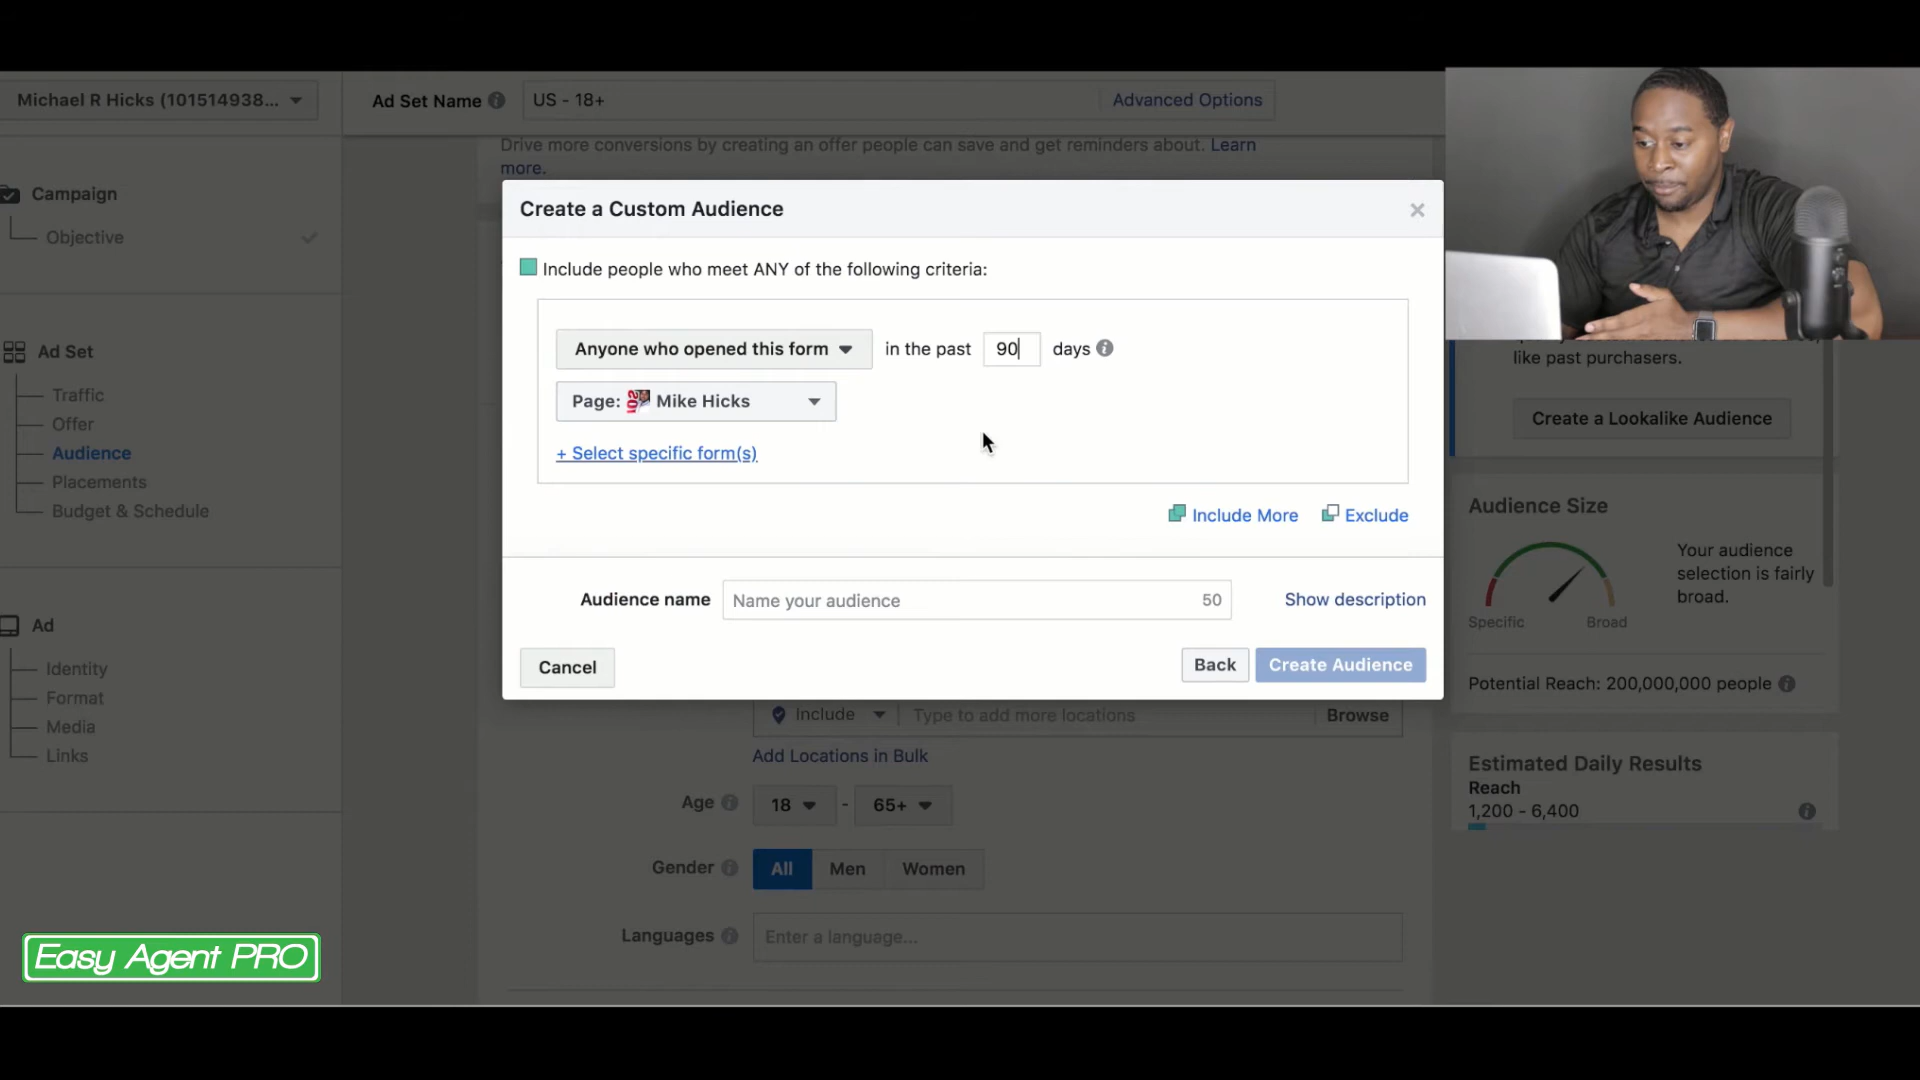 Michael R Hicks (101514938...
Ad Set Name
US - 18+
Advanced Options
Drive more conversions by creating an offer people can save and get reminders about. Learn
more.
Campaign
Objective
Ad Set
Traffic
Offer
Audience
Placements
Budget & Schedule
Ad
Identity
Format
Media
Links
Create a Custom Audience
Include people who meet ANY of the following criteria:
Anyone who opened this form
in the past
90
days
Page: Mike Hicks
+ Select specific form(s)
Include More
Exclude
Audience name
Name your audience
50
Show description
Cancel
Back
Create Audience
Include
Type to add more locations
Browse
Add Locations in Bulk
Age
18
-
65+
Gender
All
Men
Women
Languages
Enter a language...
like past purchasers.
Create a Lookalike Audience
Audience Size
Your audience
selection is fairly
broad.
Specific
Broad
Potential Reach: 200,000,000 people
Estimated Daily Results
Reach
1,200 - 6,400
Easy Agent PRO